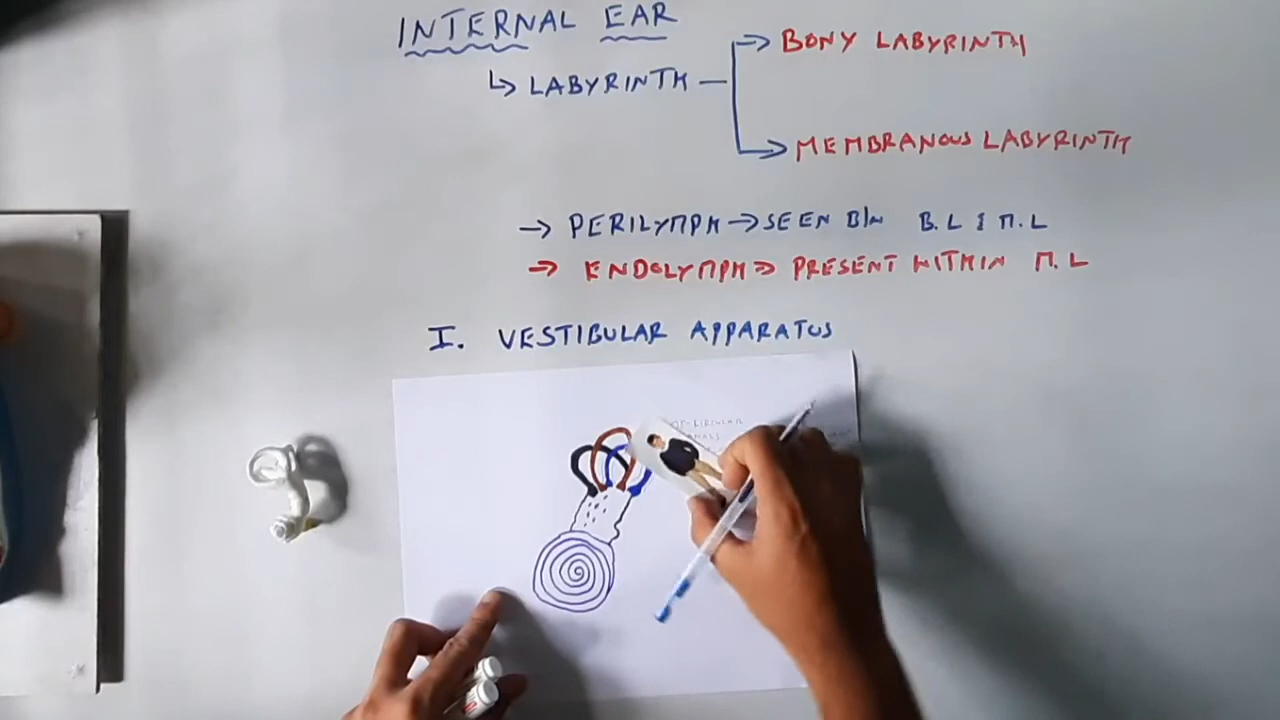 INTERNAL EAR
↳ LABYRINTH
→ BONY LABYRINTH
→ MEMBRANOUS LABYRINTH
→ PERILYMPH → SEEN B/N B.L & M.L
→ ENDOLYMPH ⇒ PRESENT WITHIN M.L
I. VESTIBULAR APPARATUS